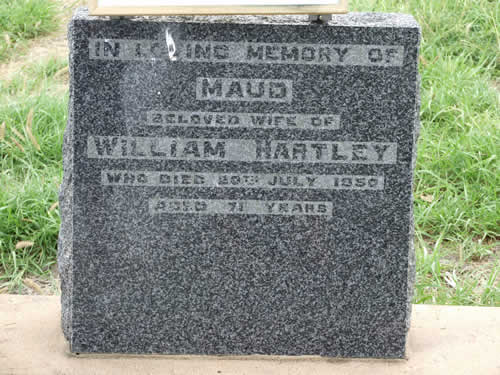 IN LOVING MEMORY OF
MAUD
BELOVED WIFE OF
WILLIAM HARTLEY
WHO DIED 20TH JULY 1950
AGED 71 YEARS